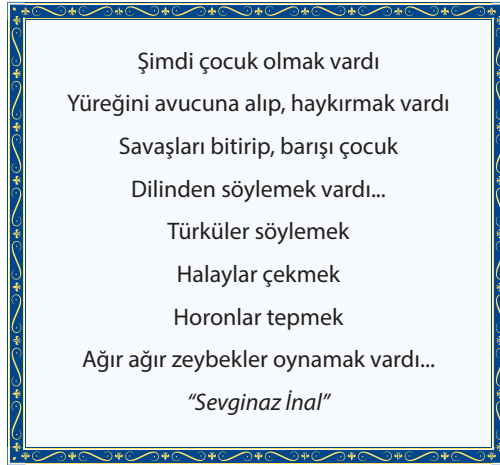 Şimdi çocuk olmak vardı
Yüreğini avucuna alıp, haykırmak vardı
Savaşları bitirip, barışı çocuk
Dilinden söylemek vardı...
Türküler söylemek
Halaylar çekmek
Horonlar tepmek
Ağır ağır zeybekler oynamak vardı...
“Sevginaz İnal”